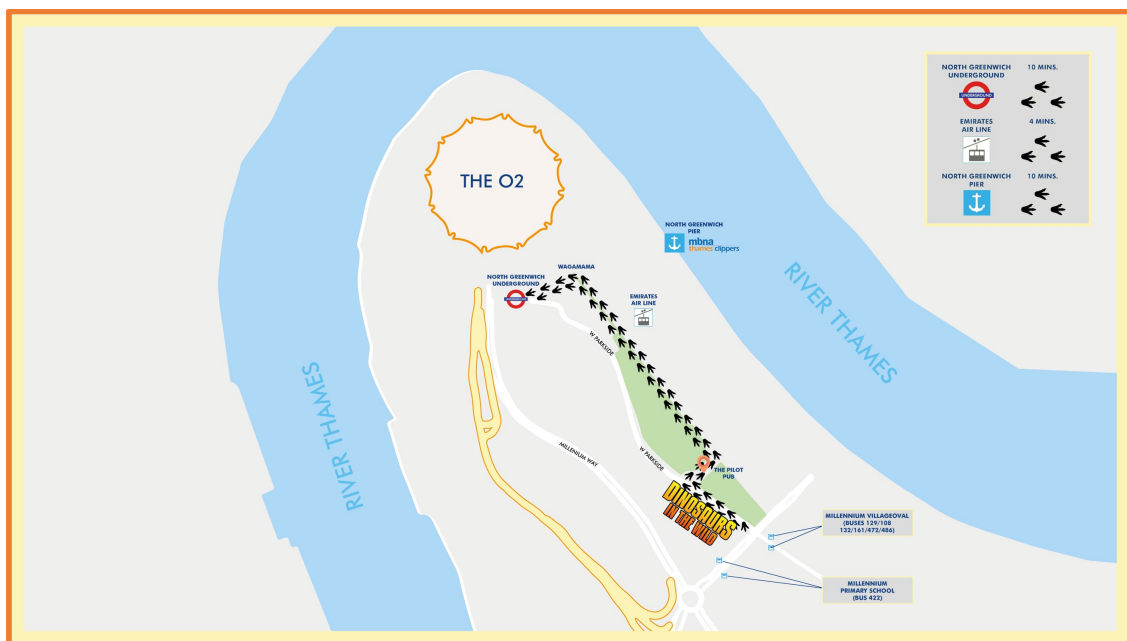 NORTH GREENWICH
UNDERGROUND
10 MINS.
UNDERGROUND
EMIRATES
AIR LINE
4 MINS.
NORTH GREENWICH
PIER
10 MINS.
THE O2
NORTH GREENWICH
PIER
mbna
thames clippers
WAGAMAMA
NORTH GREENWICH
UNDERGROUND
EMIRATES
AIR LINE
RIVER THAMES
RIVER THAMES
W PARKSIDE
MILLENIUM WAY
W PARKSIDE
THE PILOT
PUB
DINOSAURS
IN THE WILD
MILLENNIUM VILLAGEOVAL
(BUSES 129/108
132/161/472/486)
MILLENNIUM
PRIMARY SCHOOL
(BUS 422)